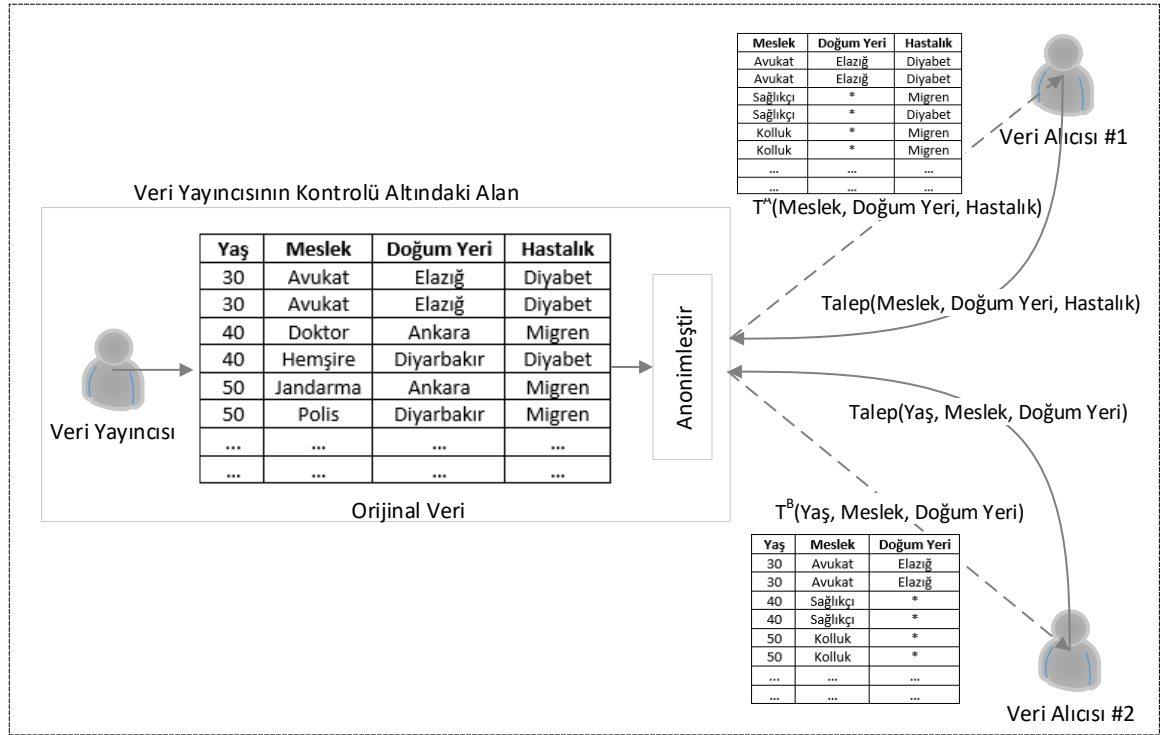 Meslek Doğum Yeri Hastalık
Avukat Elazığ Diyabet
Avukat Elazığ Diyabet
Sağlıkçı * Migren
Sağlıkçı * Diyabet
Kolluk * Migren
Kolluk * Migren
... ... ...
... ... ...
Veri Alıcısı #1
T^A(Meslek, Doğum Yeri, Hastalık)
Talep(Meslek, Doğum Yeri, Hastalık)
Veri Yayıncısının Kontrolü Altındaki Alan
Yaş Meslek Doğum Yeri Hastalık
30 Avukat Elazığ Diyabet
30 Avukat Elazığ Diyabet
40 Doktor Ankara Migren
40 Hemşire Diyarbakır Diyabet
50 Jandarma Ankara Migren
50 Polis Diyarbakır Migren
... ... ... ...
... ... ... ...
Veri Yayıncısı
Orijinal Veri
Anonimleştir
Talep(Yaş, Meslek, Doğum Yeri)
T^B(Yaş, Meslek, Doğum Yeri)
Yaş Meslek Doğum Yeri
30 Avukat Elazığ
30 Avukat Elazığ
40 Sağlıkçı *
40 Sağlıkçı *
50 Kolluk *
50 Kolluk *
... ... ...
... ... ...
Veri Alıcısı #2